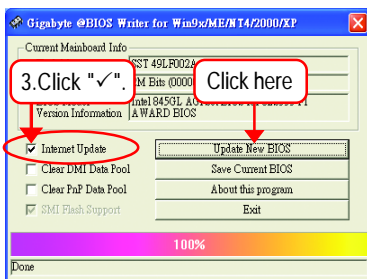 Gigabyte @BIOS Writer for Win9x/ME/NT4/2000/XP
Current Mainboard Info
SST 49LF002A
3.Click "✓".
M Bits (0000
Click here
Intel 845GL
Version Information
AWARD BIOS
Internet Update
Update New BIOS
Clear DMI Data Pool
Save Current BIOS
Clear PnP Data Pool
About this program
SMI Flash Support
Exit
100%
Done